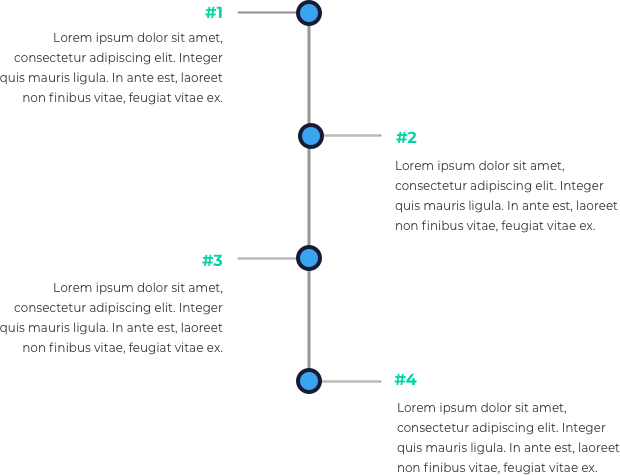 #1
Lorem ipsum dolor sit amet,
consectetur adipiscing elit. Integer
quis mauris ligula. In ante est, laoreet
non finibus vitae, feugiat vitae ex.
#2
Lorem ipsum dolor sit amet,
consectetur adipiscing elit. Integer
quis mauris ligula. In ante est, laoreet
non finibus vitae, feugiat vitae ex.
#3
Lorem ipsum dolor sit amet,
consectetur adipiscing elit. Integer
quis mauris ligula. In ante est, laoreet
non finibus vitae, feugiat vitae ex.
#4
Lorem ipsum dolor sit amet,
consectetur adipiscing elit. Integer
quis mauris ligula. In ante est, laoreet
non finibus vitae, feugiat vitae ex.